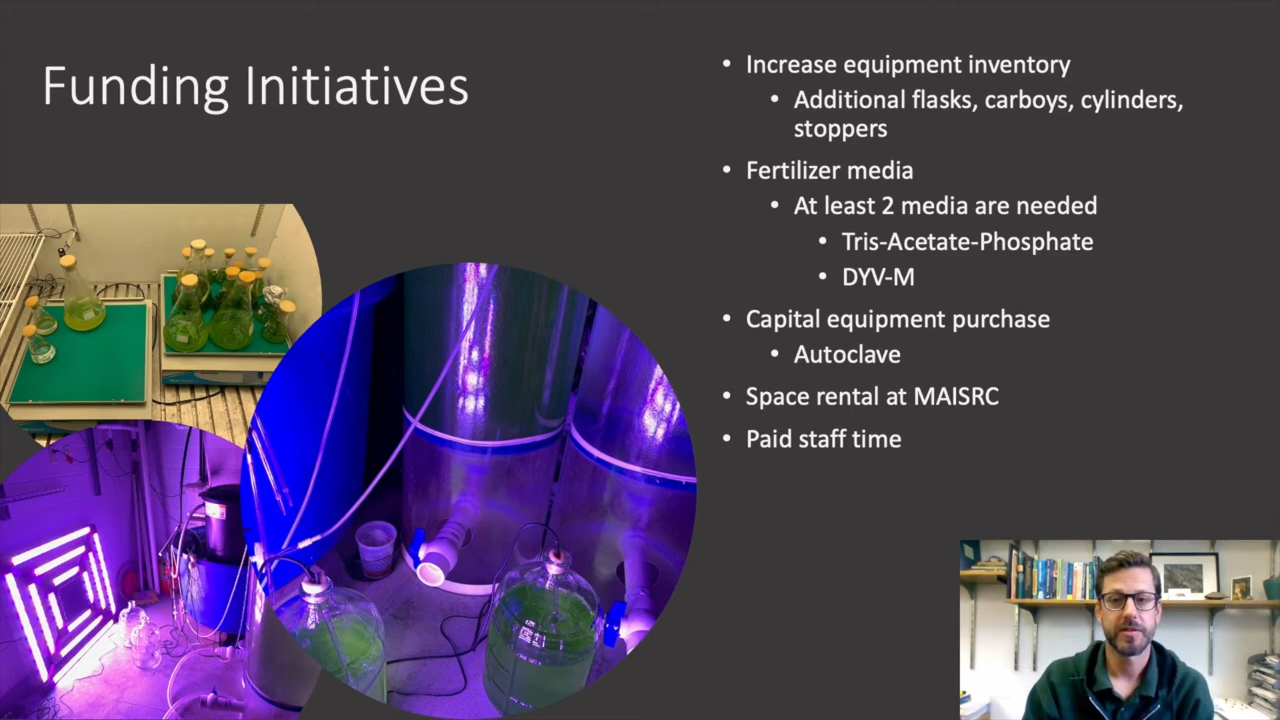 Funding Initiatives
• Increase equipment inventory
• Additional flasks, carboys, cylinders,
stoppers
• Fertilizer media
• At least 2 media are needed
• Tris-Acetate-Phosphate
• DYV-M
• Capital equipment purchase
• Autoclave
• Space rental at MAISRC
• Paid staff time